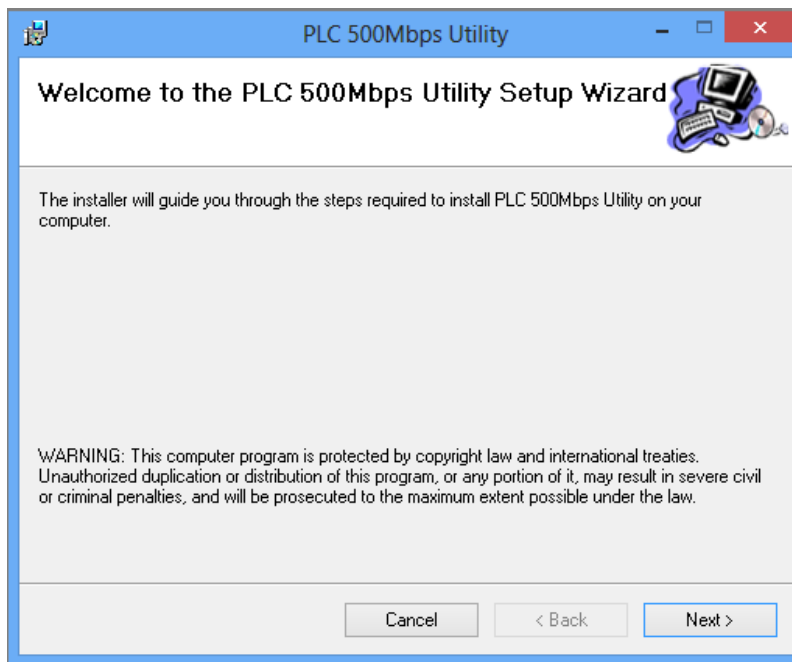 PLC 500Mbps Utility
Welcome to the PLC 500Mbps Utility Setup Wizard
The installer will guide you through the steps required to install PLC 500Mbps Utility on your
computer.
WARNING: This computer program is protected by copyright law and international treaties.
Unauthorized duplication or distribution of this program, or any portion of it, may result in severe civil
or criminal penalties, and will be prosecuted to the maximum extent possible under the law.
Cancel
< Back
Next >